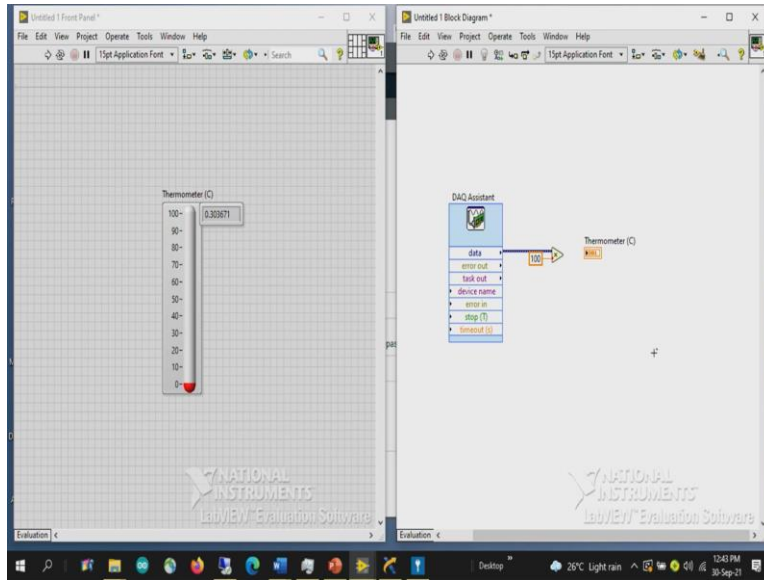 Untitled 1 Front Panel *
File Edit View Project Operate Tools Window Help
15pt Application Font
Search
Thermometer (C)
0.303671
100
90
80
70
60
50
40
30
20
10
0
NATIONAL
INSTRUMENTS
LabVIEW Evaluation Software
Evaluation
Untitled 1 Block Diagram *
File Edit View Project Operate Tools Window Help
15pt Application Font
DAQ Assistant
data
error out
task out
device name
error in
stop (T)
timeout (s)
100
Thermometer (C)
NATIONAL
INSTRUMENTS
LabVIEW Evaluation Software
Evaluation
Desktop
26°C Light rain
12:43 PM
30-Sep-21